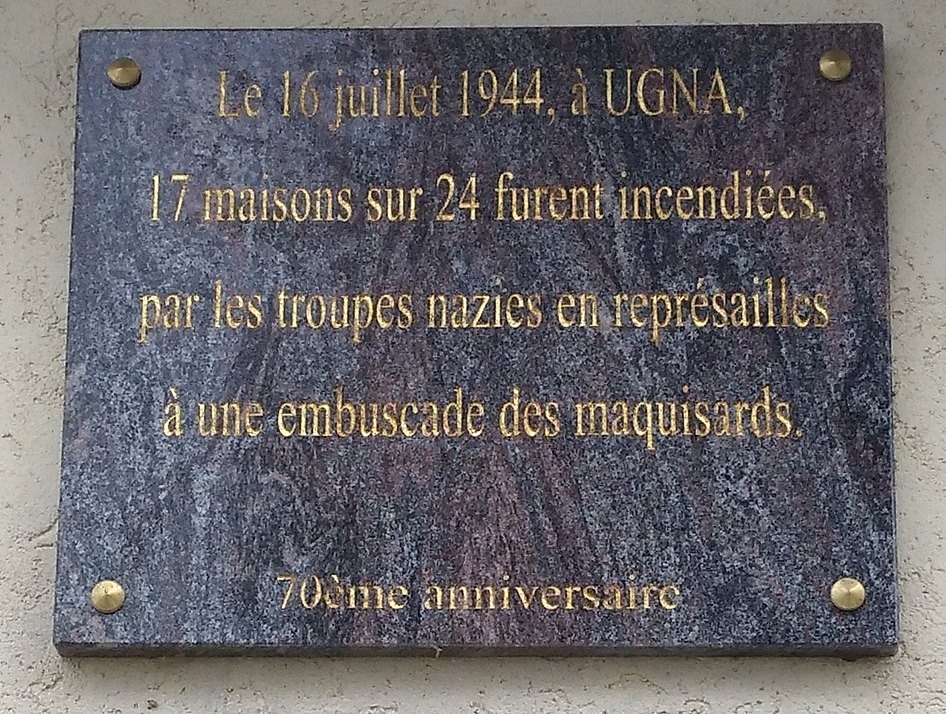 Le 16 juillet 1944, à UGNA,
17 maisons sur 24 furent incendiées,
par les troupes nazies en représailles
à une embuscade des maquisards.
70ème anniversaire